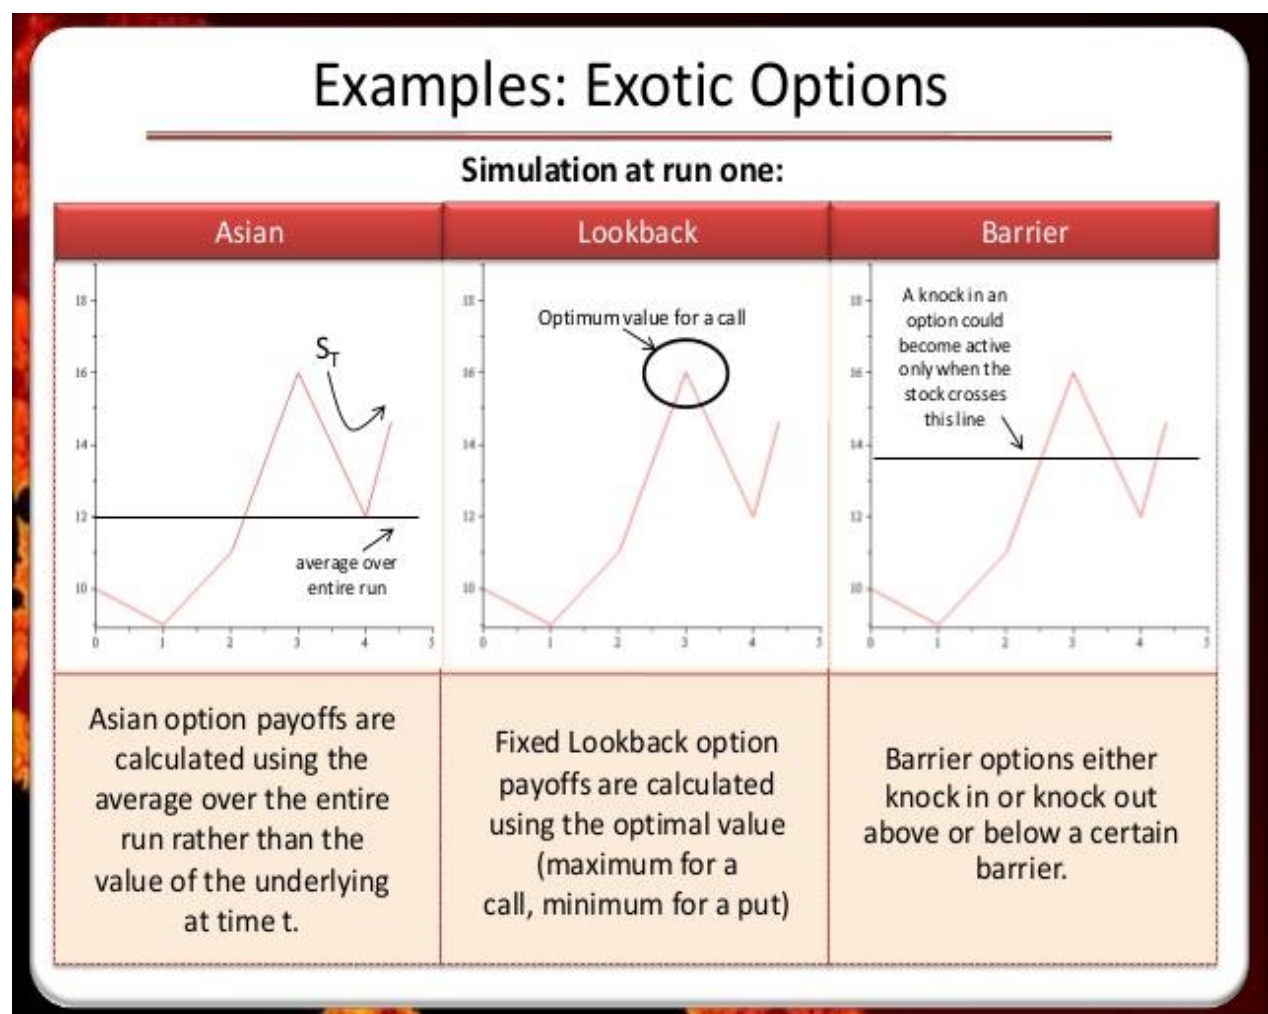 Examples: Exotic Options
Simulation at run one:
Asian
Lookback
Barrier
18
16
14
12
10
0 1 2 3 4 5
S_T
average over
entire run
18
16
14
12
10
0 1 2 3 4 5
Optimum value for a call
18
16
14
12
10
0 1 2 3 4 5
A knock in an
option could
become active
only when the
stock crosses
this line
Asian option payoffs are
calculated using the
average over the entire
run rather than the
value of the underlying
at time t.
Fixed Lookback option
payoffs are calculated
using the optimal value
(maximum for a
call, minimum for a put)
Barrier options either
knock in or knock out
above or below a certain
barrier.